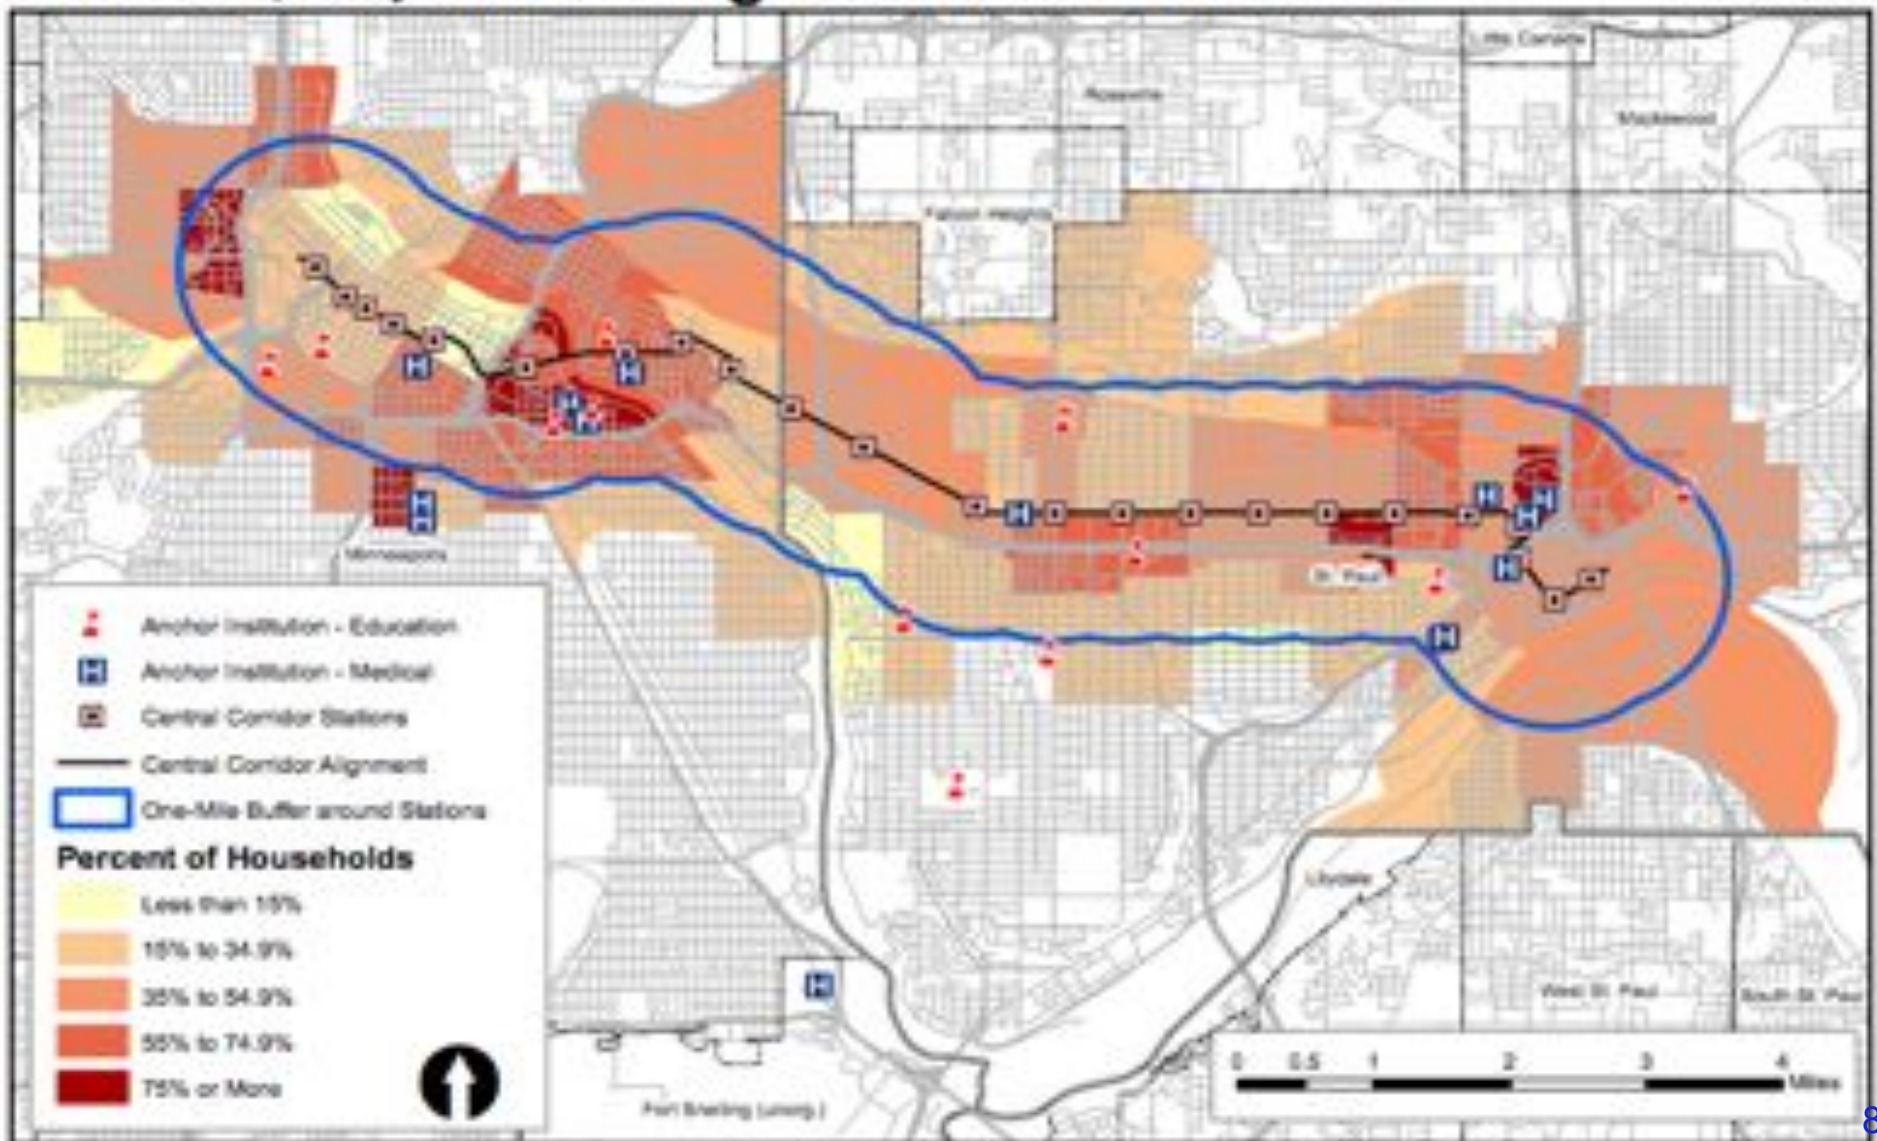 Little Canada
Roseville
Maplewood
Falcon Heights
Minneapolis
St. Paul
Anchor Institution - Education
Anchor Institution - Medical
Central Corridor Stations
Central Corridor Alignment
One-Mile Buffer around Stations
Percent of Households
Less than 15%
15% to 34.9%
35% to 54.9%
55% to 74.9%
75% or More
Lilydale
West St. Paul
South St. Paul
0 0.5 1 2 3 4
Miles
Fort Snelling (unorg.)
8